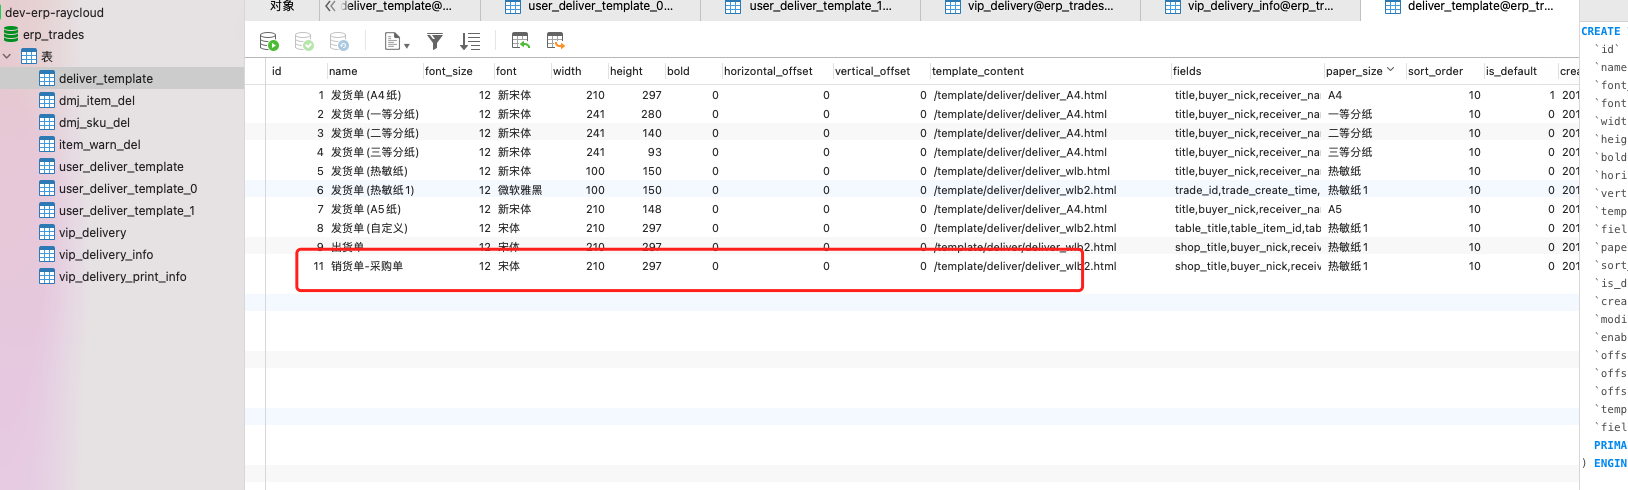 dev-erp-raycloud
erp_trades
表
deliver_template
dmj_item_del
dmj_sku_del
item_warn_del
user_deliver_template
user_deliver_template_0
user_deliver_template_1
vip_delivery
vip_delivery_info
vip_delivery_print_info
对象 deliver_template@... user_deliver_template_0... user_deliver_template_1... vip_delivery@erp_trades... vip_delivery_info@erp_tr... deliver_template@erp_tr...
id name font_size font width height bold horizontal_offset vertical_offset template_content fields paper_size sort_order is_default crea
1 发货单(A4纸) 12 新宋体 210 297 0 0 0 /template/deliver/deliver_A4.html title,buyer_nick,receiver_na A4 10 1 201
2 发货单(一等分纸) 12 新宋体 241 280 0 0 0 /template/deliver/deliver_A4.html title,buyer_nick,receiver_na 一等分纸 10 0 201
3 发货单(二等分纸) 12 新宋体 241 140 0 0 0 /template/deliver/deliver_A4.html title,buyer_nick,receiver_na 二等分纸 10 0 201
4 发货单(三等分纸) 12 新宋体 241 93 0 0 0 /template/deliver/deliver_A4.html title,buyer_nick,receiver_na 三等分纸 10 0 201
5 发货单(热敏纸) 12 新宋体 100 150 0 0 0 /template/deliver/deliver_wlb.html title,buyer_nick,receiver_na 热敏纸 10 0 201
6 发货单(热敏纸1) 12 微软雅黑 100 150 0 0 0 /template/deliver/deliver_wlb2.html trade_id,trade_create_time, 热敏纸1 10 0 201
7 发货单(A5纸) 12 新宋体 210 148 0 0 0 /template/deliver/deliver_A4.html title,buyer_nick,receiver_na A5 10 0 201
8 发货单(自定义) 12 宋体 210 297 0 0 0 /template/deliver/deliver_wlb2.html table_title,table_item_id,tab 热敏纸1 10 0 201
9 出货单 12 宋体 210 297 0 0 0 /template/deliver/deliver_wlb2.html shop_title,buyer_nick,receiv 热敏纸1 10 0 201
11 销货单-采购单 12 宋体 210 297 0 0 0 /template/deliver/deliver_wlb2.html shop_title,buyer_nick,receiv 热敏纸1 10 0 201
CREATE
`id`
`name
`font_
`font
`widt
`heig
`bold
`hori
`vert
`temp
`fiel
`pape
`sort_
`is_d
`crea
`modi
`enab
`offs
`offs
`offs
`temp
`fiel
PRIMA
) ENGIN